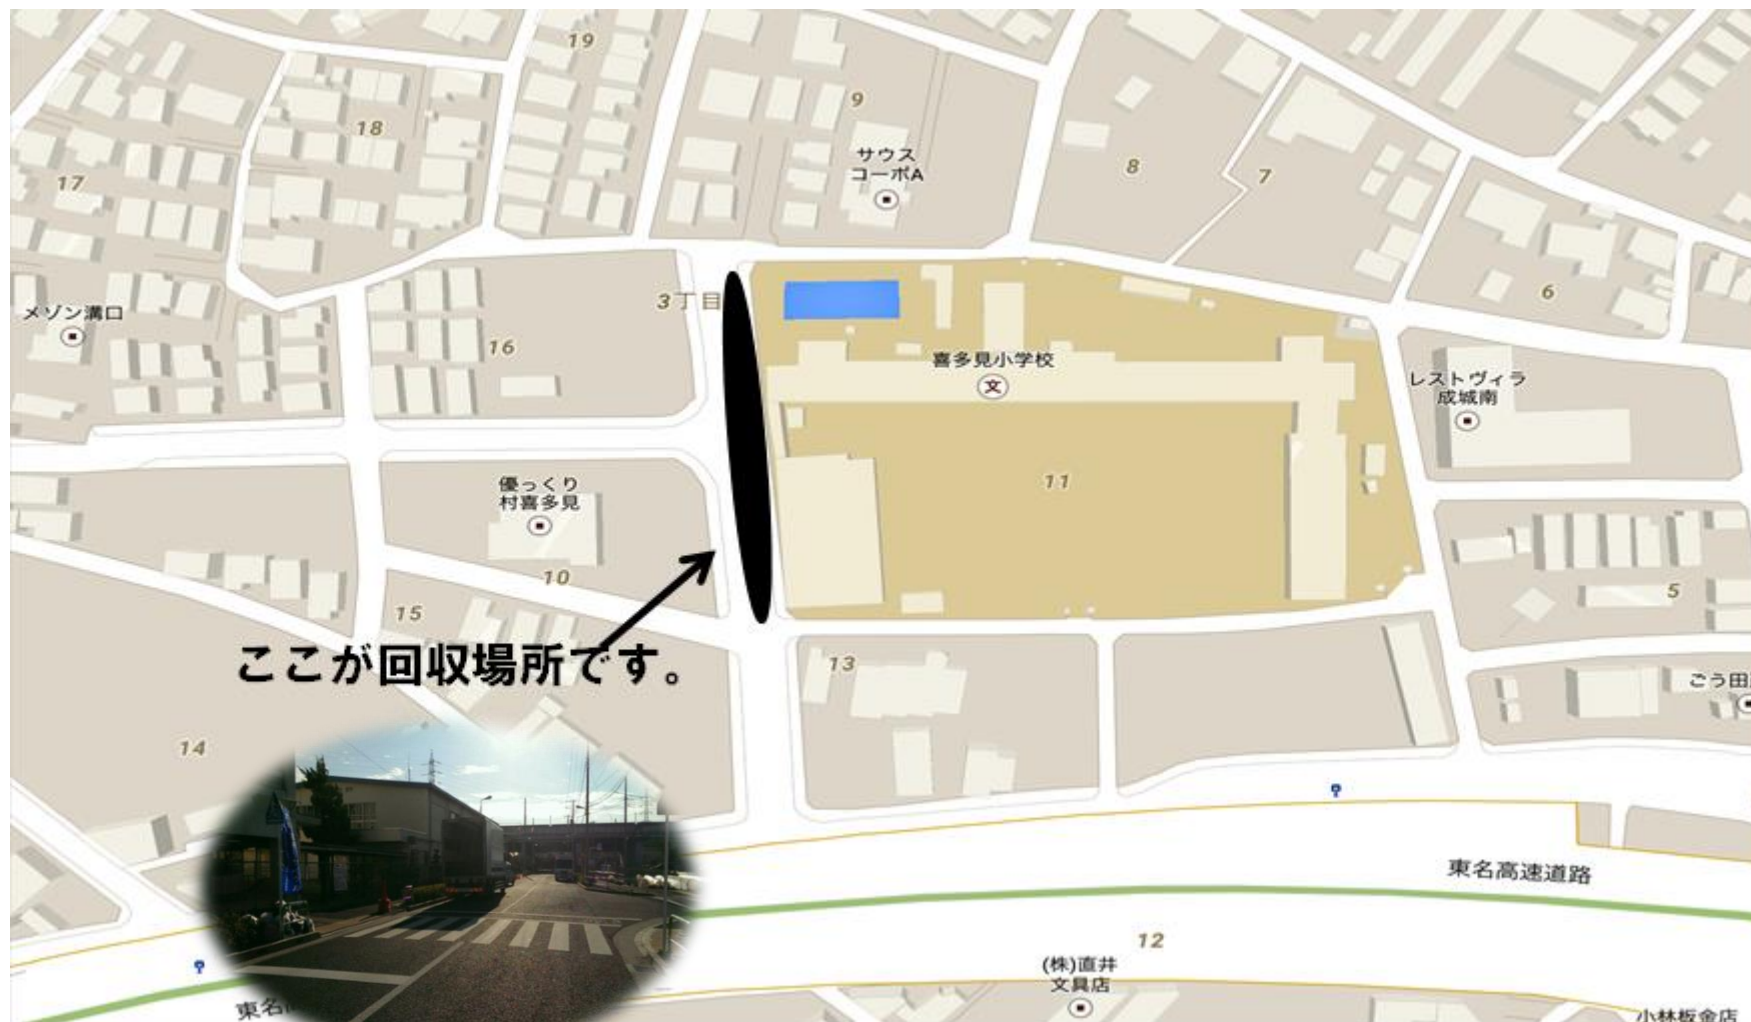 19
9
18
サウス
コーポA
8
7
17
6
3丁目
メゾン溝口
16
喜多見小学校
文
レストヴィラ
成城南
優っくり
村喜多見
11
10
15
5
ここが回収場所です。
13
ごう田
14
東名高速道路
12
(株)直井
文具店
東名
小林板金店